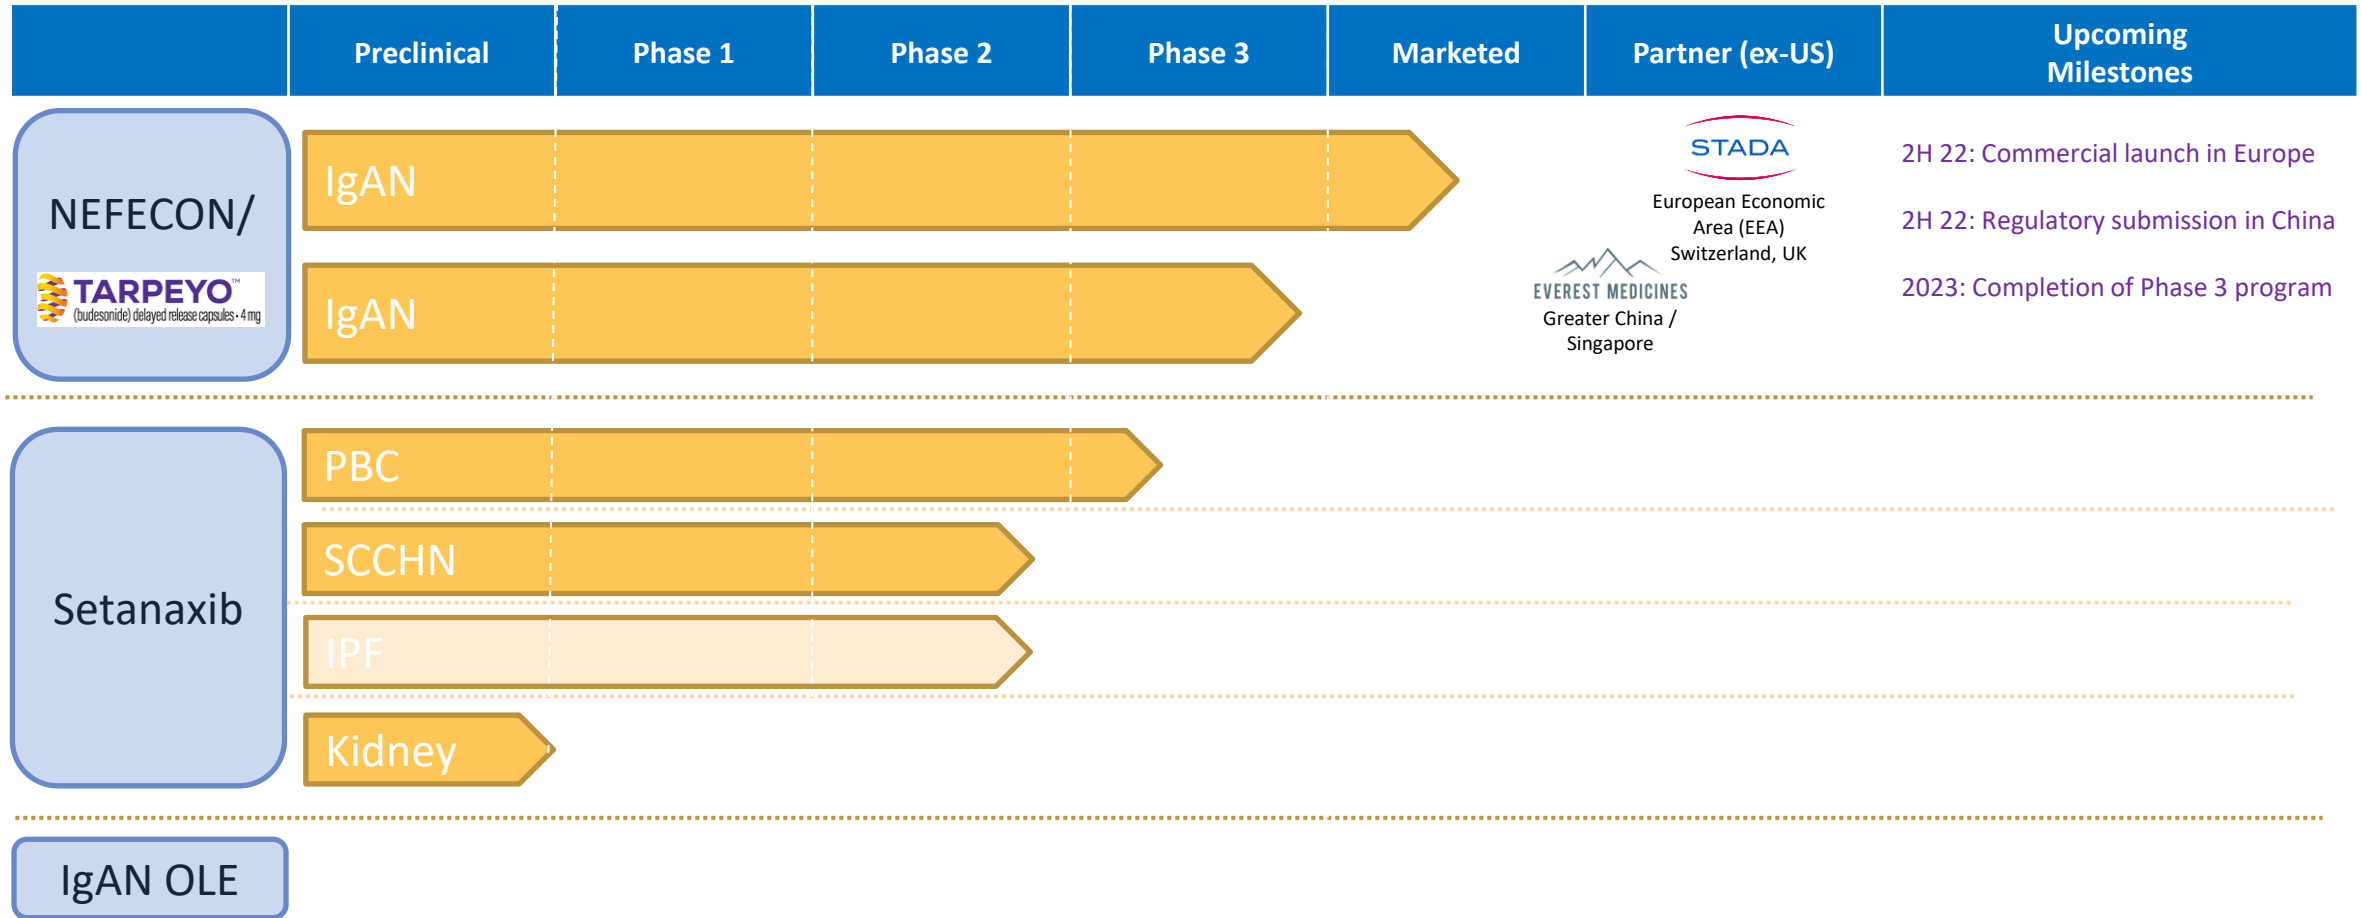 Preclinical
Phase 1
Phase 2
Phase 3
Marketed
Partner (ex-US)
Upcoming
Milestones
NEFECON/
TARPEYO™
(budesonide) delayed release capsules • 4 mg
IgAN
IgAN
STADA
European Economic
Area (EEA)
Switzerland, UK
EVEREST MEDICINES
Greater China /
Singapore
2H 22: Commercial launch in Europe
2H 22: Regulatory submission in China
2023: Completion of Phase 3 program
Setanaxib
PBC
SCCHN
IPF
Kidney
IgAN OLE